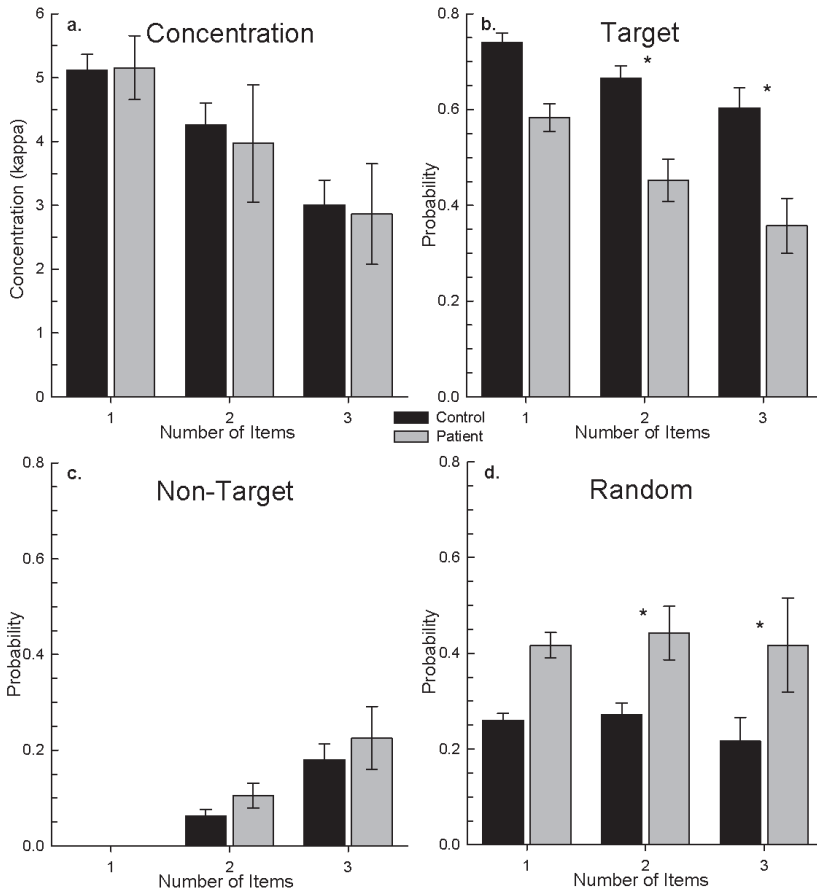 a. Concentration
6
5
4
3
2
1
0
Concentration (kappa)
1 2 3
Number of Items
b. Target
*
*
0.8
0.6
0.4
0.2
0.0
Probability
1 2 3
Number of Items
Control
Patient
c.
Non-Target
0.8
0.6
0.4
0.2
0.0
Probability
1 2 3
Number of Items
d.
Random
*
*
0.8
0.6
0.4
0.2
0.0
Probability
1 2 3
Number of Items